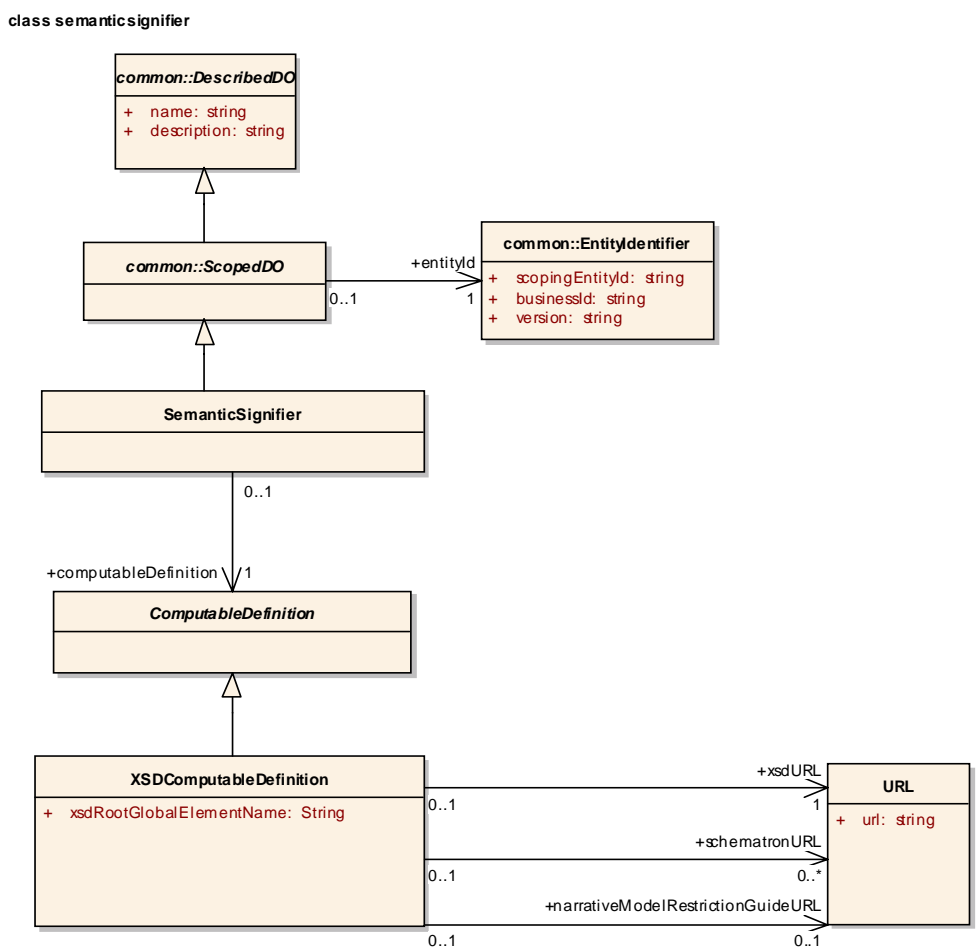 class semanticsignifier
common::DescribedDO
+ name: string
+ description: string
common::ScopedDO
+entityId
0..1
1
common::EntityIdentifier
+ scopingEntityId: string
+ businessId: string
+ version: string
SemanticSignifier
0..1
+computableDefinition
1
ComputableDefinition
XSDComputableDefinition
+ xsdRootGlobalElementName: String
+xsdURL
0..1
1
+schematronURL
0..1
0..*
+narrativeModelRestrictionGuideURL
0..1
0..1
URL
+ url: string